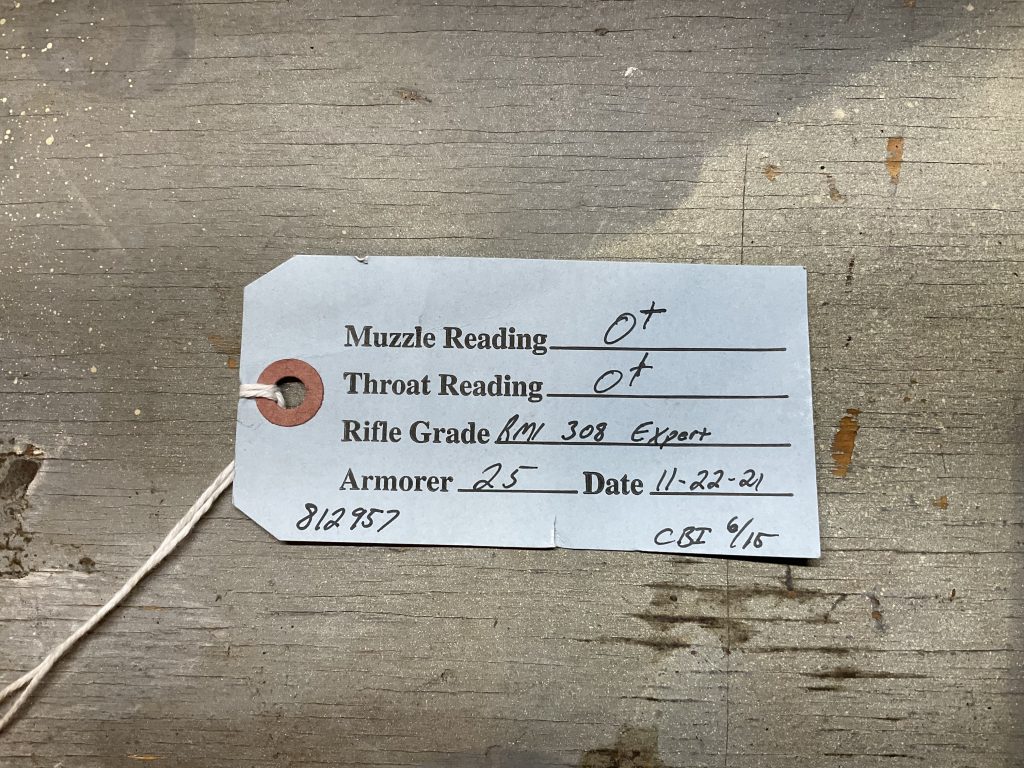 Muzzle Reading 0+
Throat Reading 0+
Rifle Grade RM1 308 Expert
Armorer 25 Date 11-22-21
812957 CBI 6/15